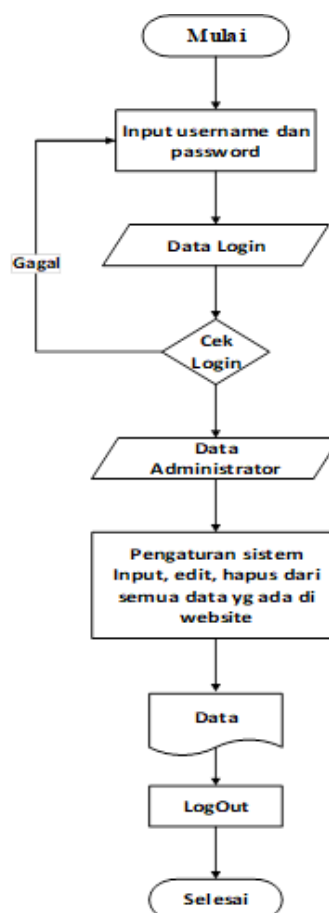 Mulai
Input username dan
password
Data Login
Gagal
Cek
Login
Data
Administrator
Pengaturan sistem
Input, edit, hapus dari
semua data yg ada di
website
Data
LogOut
Selesai